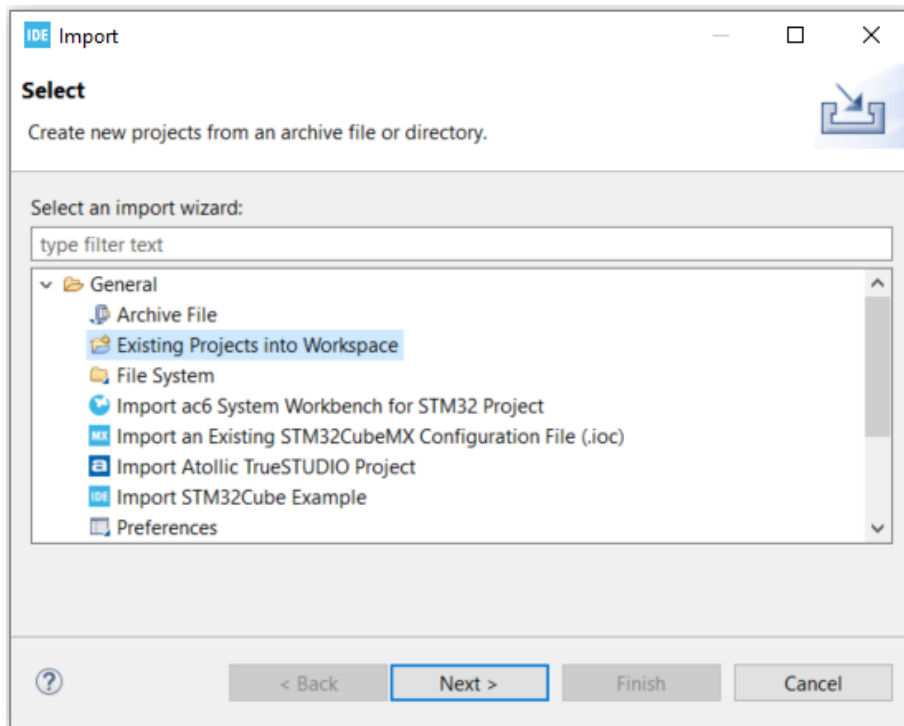 IDE Import
Select
Create new projects from an archive file or directory.
Select an import wizard:
type filter text
General
Archive File
Existing Projects into Workspace
File System
Import ac6 System Workbench for STM32 Project
MX Import an Existing STM32CubeMX Configuration File (.ioc)
a Import Atollic TrueSTUDIO Project
IDE Import STM32Cube Example
Preferences
? < Back Next > Finish Cancel